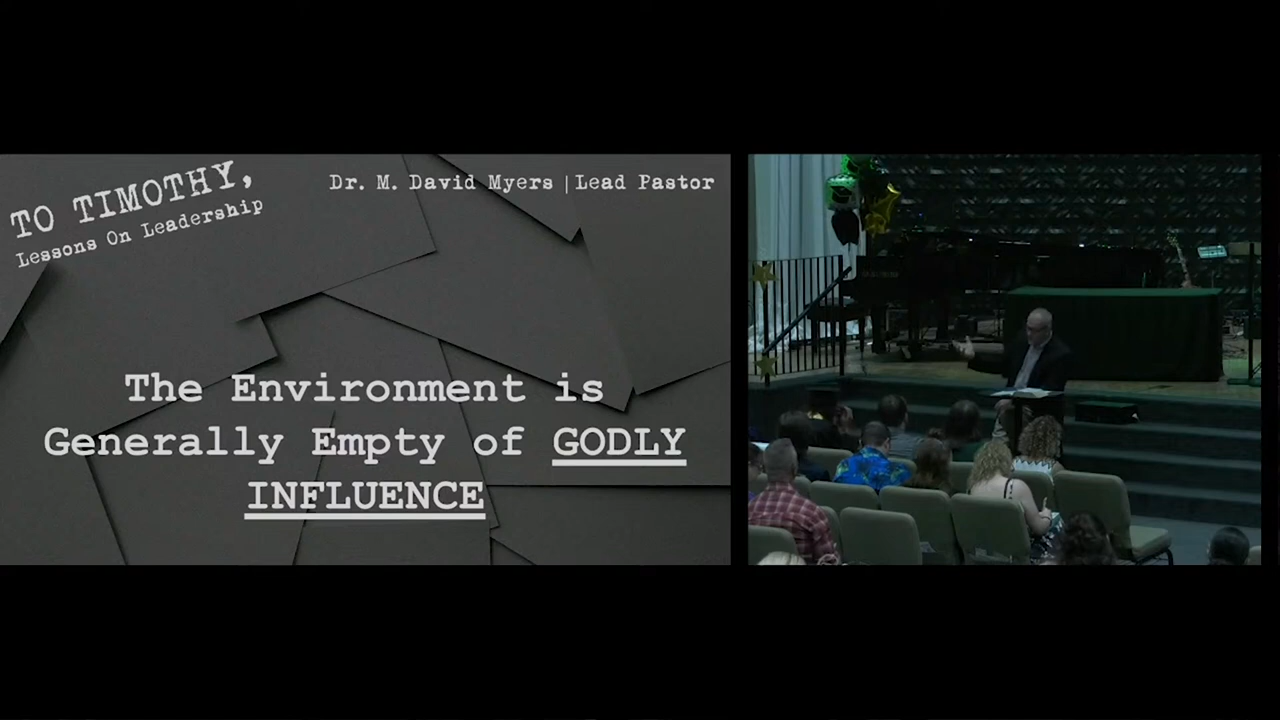 TO TIMOTHY,
Lessons On Leadership
Dr. M. David Myers | Lead Pastor
The Environment is
Generally Empty of GODLY
INFLUENCE